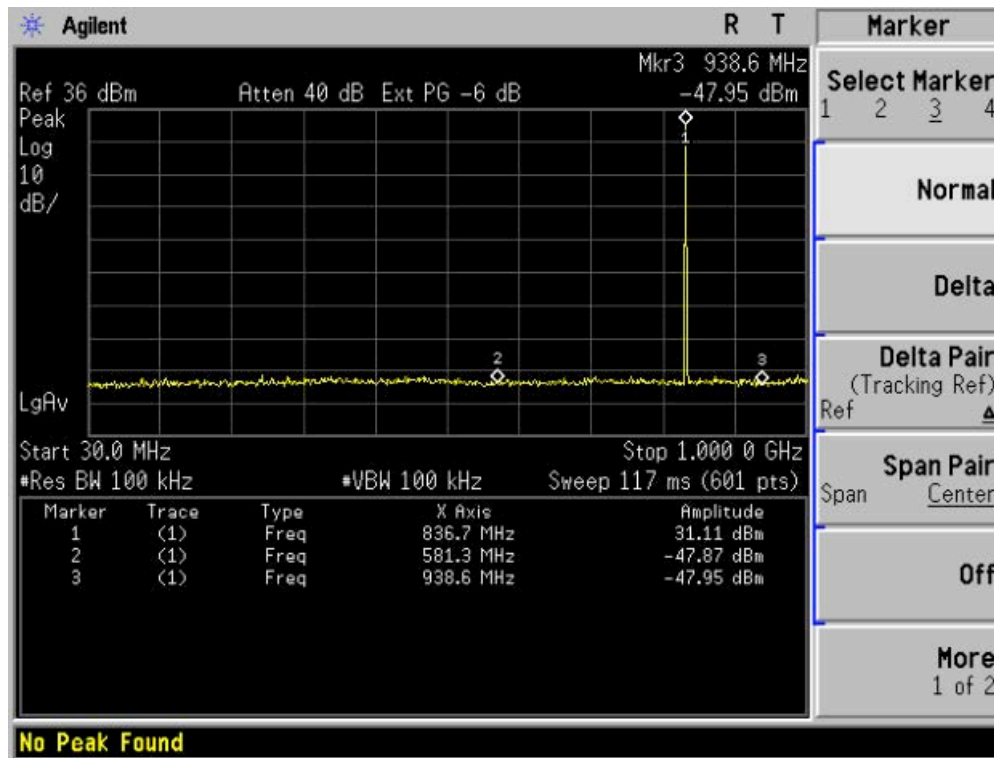 Agilent R T
Mkr3 938.6 MHz
Ref 36 dBm Atten 40 dB Ext PG -6 dB -47.95 dBm
Peak
Log
10
dB/
1
2
3
LgAv
Start 30.0 MHz Stop 1.000 0 GHz
#Res BW 100 kHz #VBW 100 kHz Sweep 117 ms (601 pts)
Marker Trace Type X Axis Amplitude
1 (1) Freq 836.7 MHz 31.11 dBm
2 (1) Freq 581.3 MHz -47.87 dBm
3 (1) Freq 938.6 MHz -47.95 dBm
No Peak Found
Marker
Select Marker
1 2 3 4
Normal
Delta
Delta Pair
(Tracking Ref)
Ref Δ
Span Pair
Span Center
Off
More
1 of 2